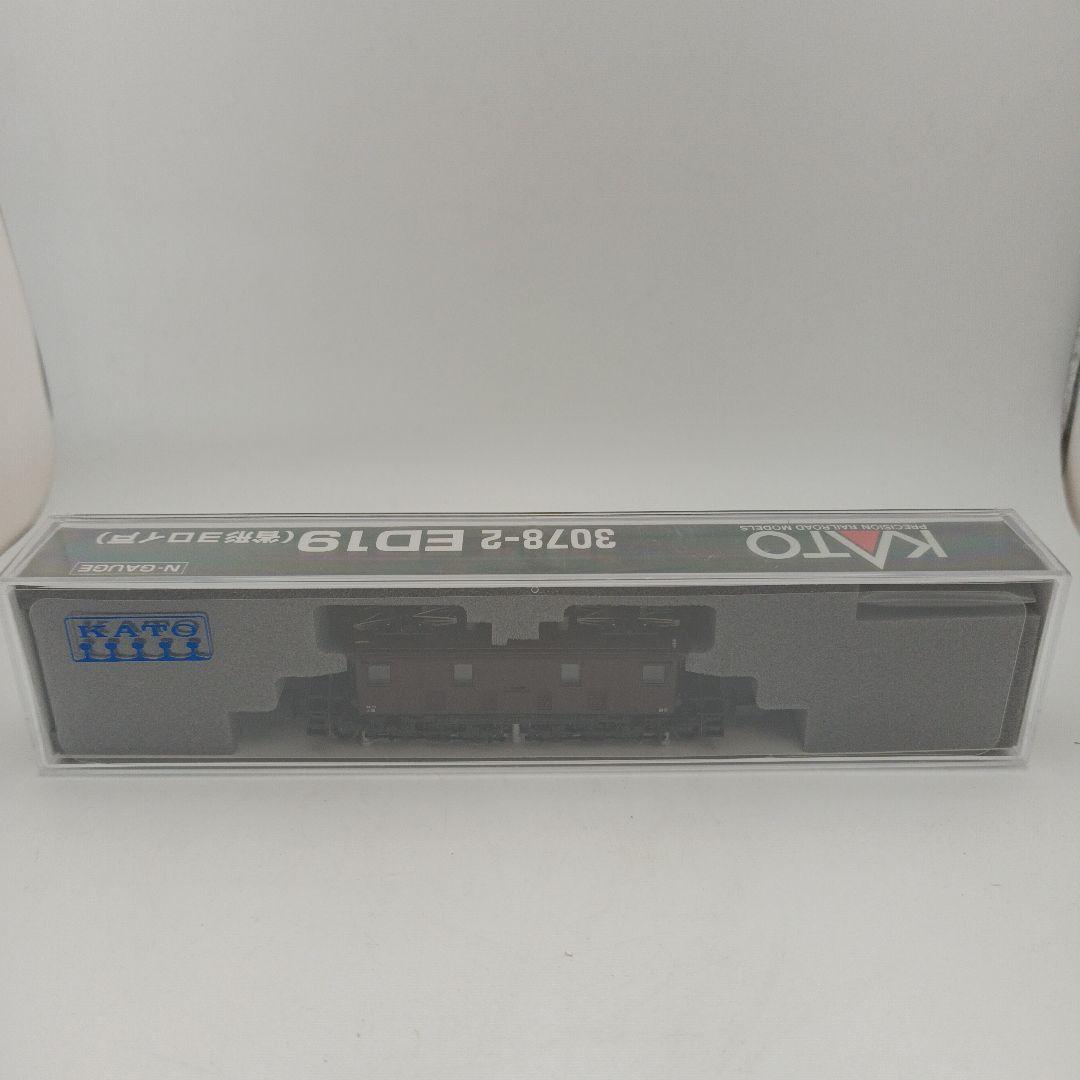 KATO
PRECISION RAILROAD MODELS
3078-2 ED19(省形ヨロイ戸)
N-GAUGE
KATO